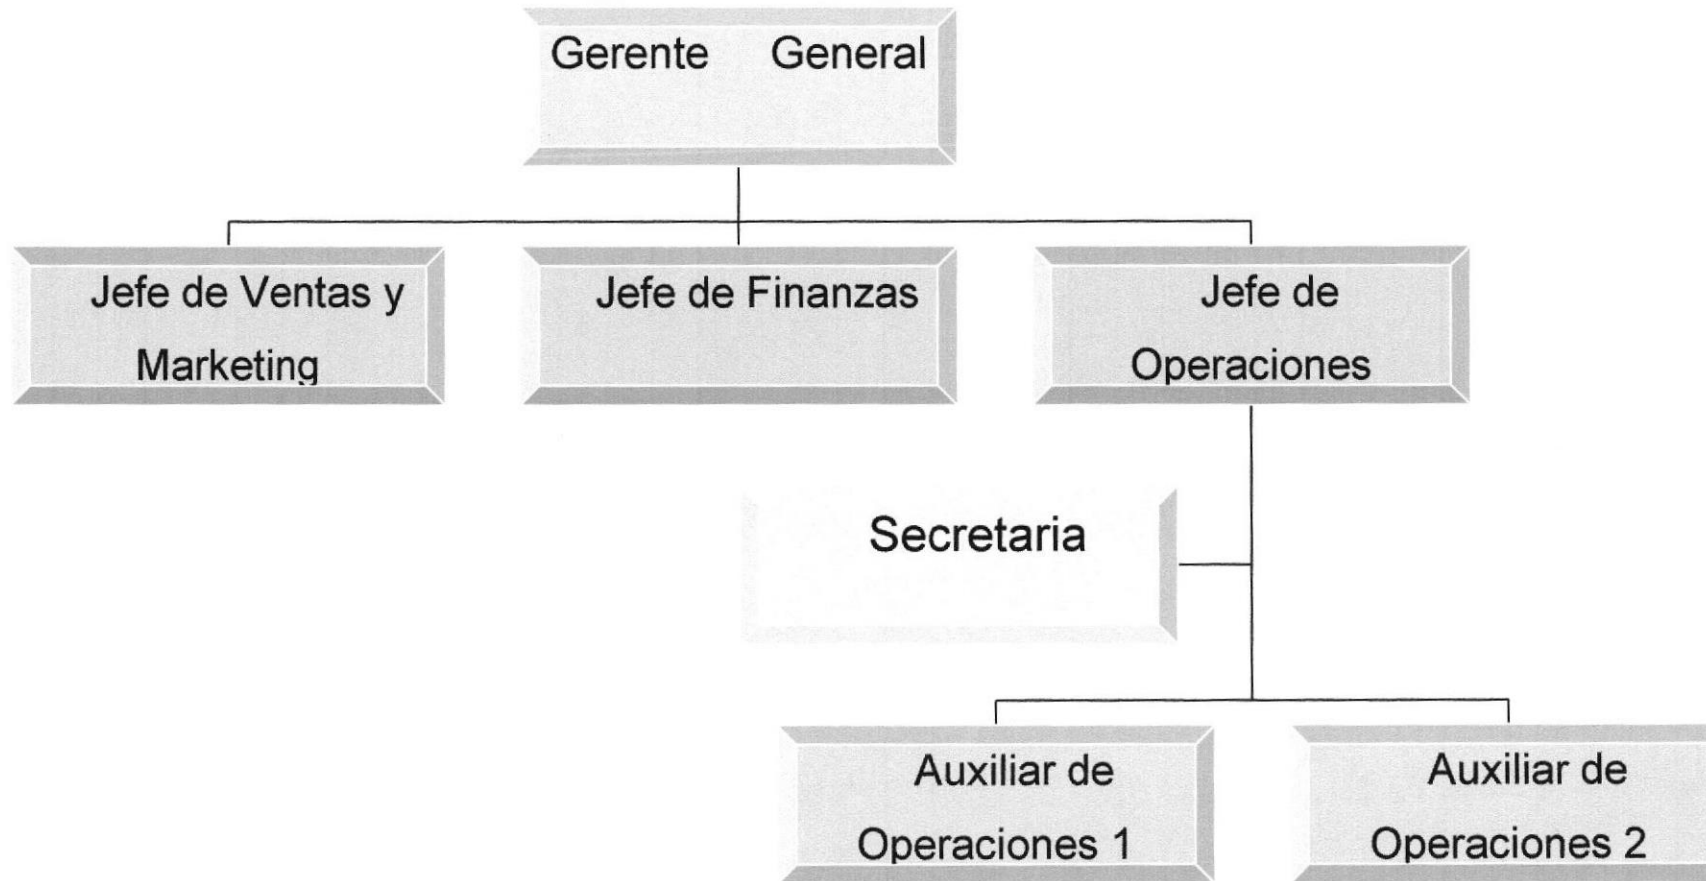 Gerente General
Jefe de Ventas y
Marketing
Jefe de Finanzas
Jefe de
Operaciones
Secretaria
Auxiliar de
Operaciones 1
Auxiliar de
Operaciones 2